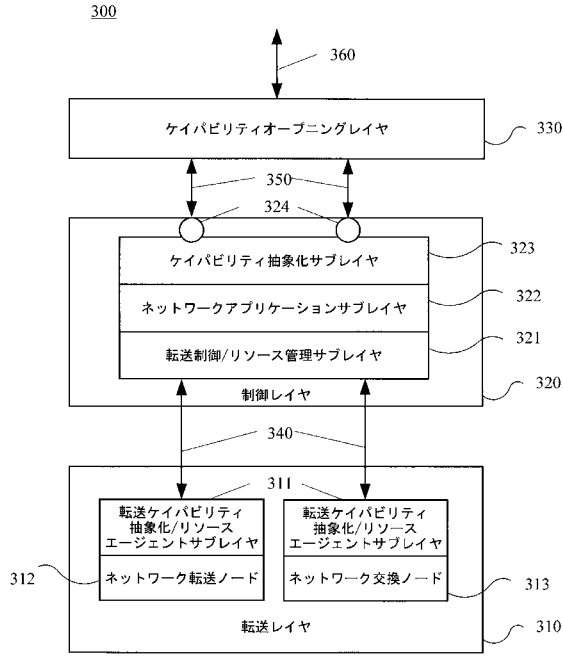 300
360
ケイパビリティオープニングレイヤ
330
350
324
ケイパビリティ抽象化サブレイヤ
323
ネットワークアプリケーションサブレイヤ
322
転送制御/リソース管理サブレイヤ
321
制御レイヤ
320
340
311
転送ケイパビリティ
抽象化/リソース
エージェントサブレイヤ
転送ケイパビリティ
抽象化/リソース
エージェントサブレイヤ
312
ネットワーク転送ノード
ネットワーク交換ノード
313
転送レイヤ
310